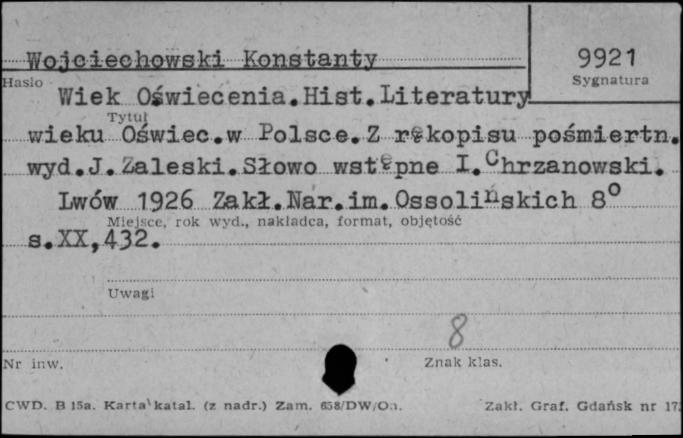 Wojciechowski Konstanty
9921
Hasło
Sygnatura
Wiek Oświecenia.Hist.Literatury
Tytuł
wieku Oświec.w Polsce.Z rękopisu pośmiertn.
wyd.J.Zaleski.Słowo wstępne I.Chrzanowski.
Lwów 1926 Zakł.Nar.im.Ossolińskich 8°
Miejsce, rok wyd., nakładca, format, objętość
s.XX,432.
Uwagi
8
Nr inw.
Znak klas.
CWD. B 15a. Karta katal. (z nadr.) Zam. 658/DW/
Zakł. Graf. Gdańsk nr